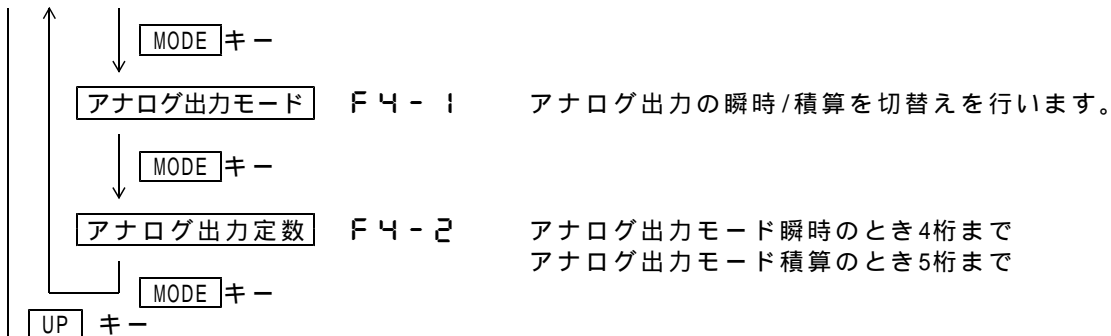 MODE キー
アナログ出力モード F4-1 アナログ出力の瞬時/積算を切替えを行います。
MODE キー
アナログ出力定数 F4-2 アナログ出力モード瞬時のとき4桁まで
アナログ出力モード積算のとき5桁まで
MODE キー
UP キー